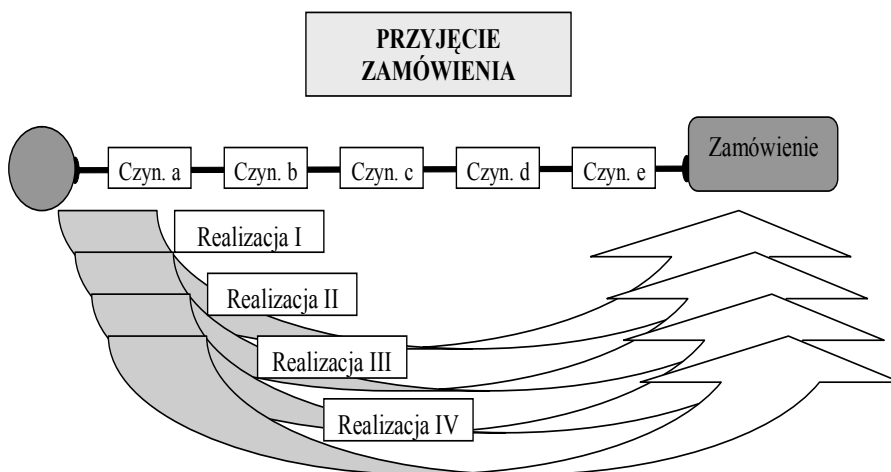 PRZYJĘCIE
ZAMÓWIENIA
Czyn. a
Czyn. b
Czyn. c
Czyn. d
Czyn. e
Zamówienie
Realizacja I
Realizacja II
Realizacja III
Realizacja IV